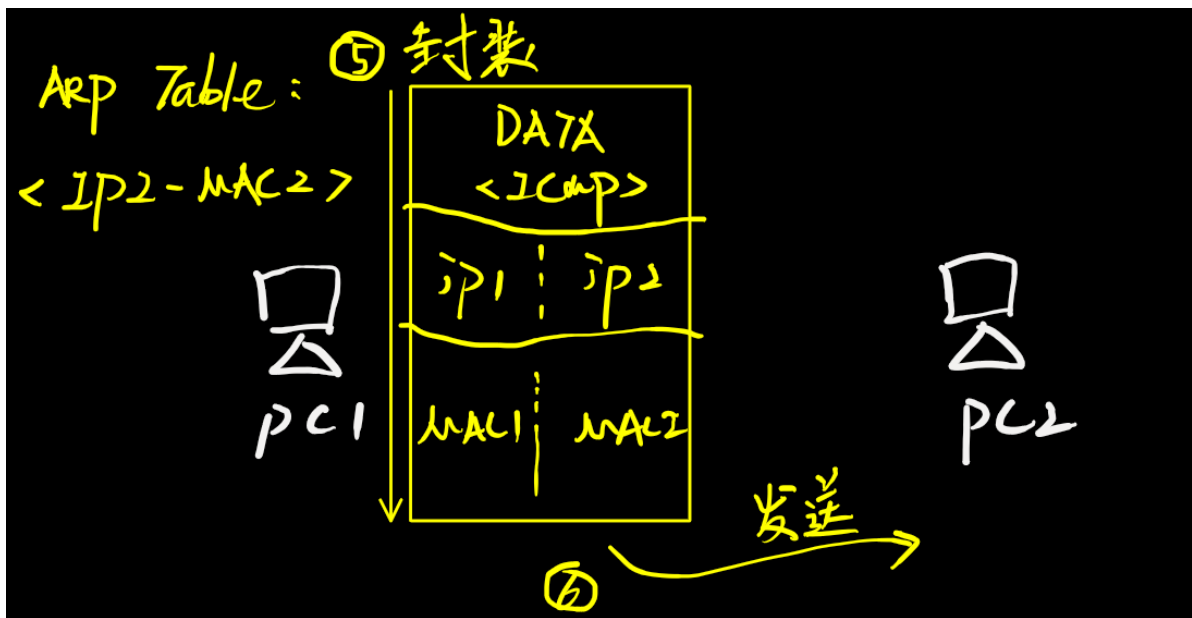 ARP Table:
<IP2-MAC2>
⑤ 封装
DATA
<ICmp>
ip1 ip2
MAC1 MAC2
PC1
PC2
发送
⑥